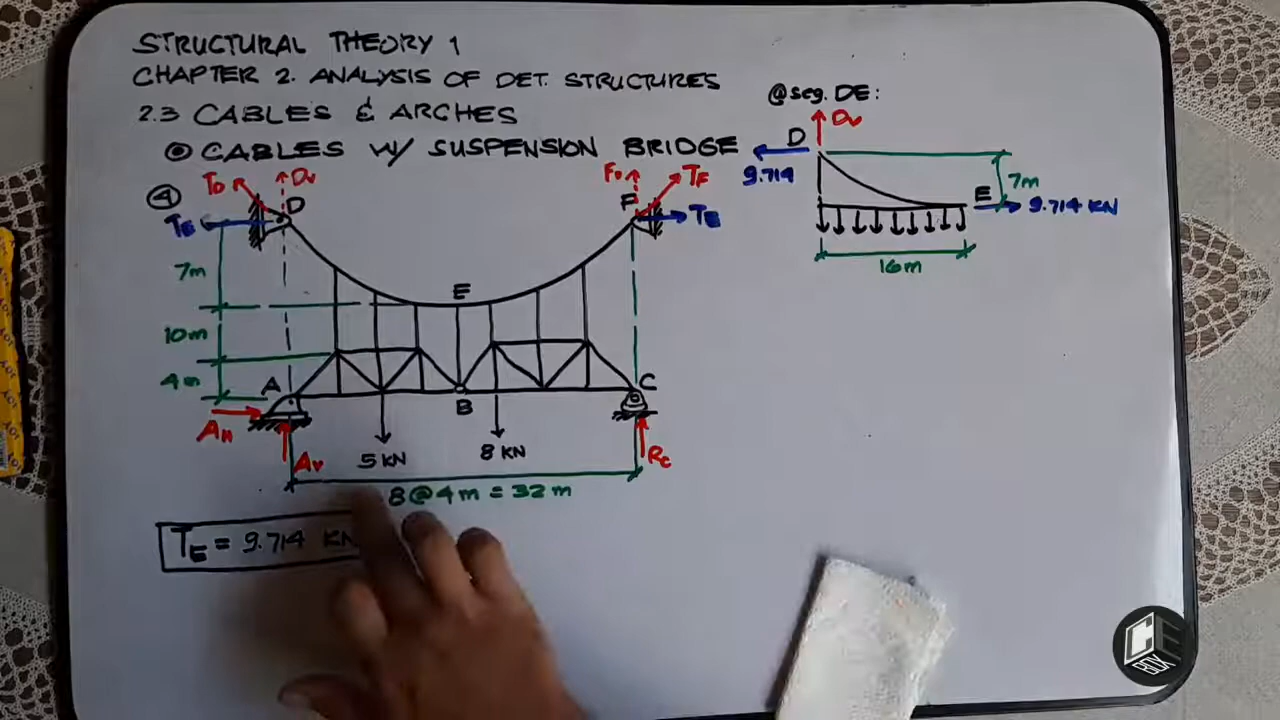 STRUCTURAL THEORY 1
CHAPTER 2. ANALYSIS OF DET. STRUCTURES
2.3 CABLES & ARCHES
CABLES W/ SUSPENSION BRIDGE
4
TD
Dv
D
TE
Fv
TF
F
TE
7m
E
10m
4m
A
B
C
AH
Av
5 KN
8 KN
Rc
8@4m = 32m
TE = 9.714 KN
@seg. DE:
Dv
D
9.714
7m
E
9.714 KN
16m
CE
BOX